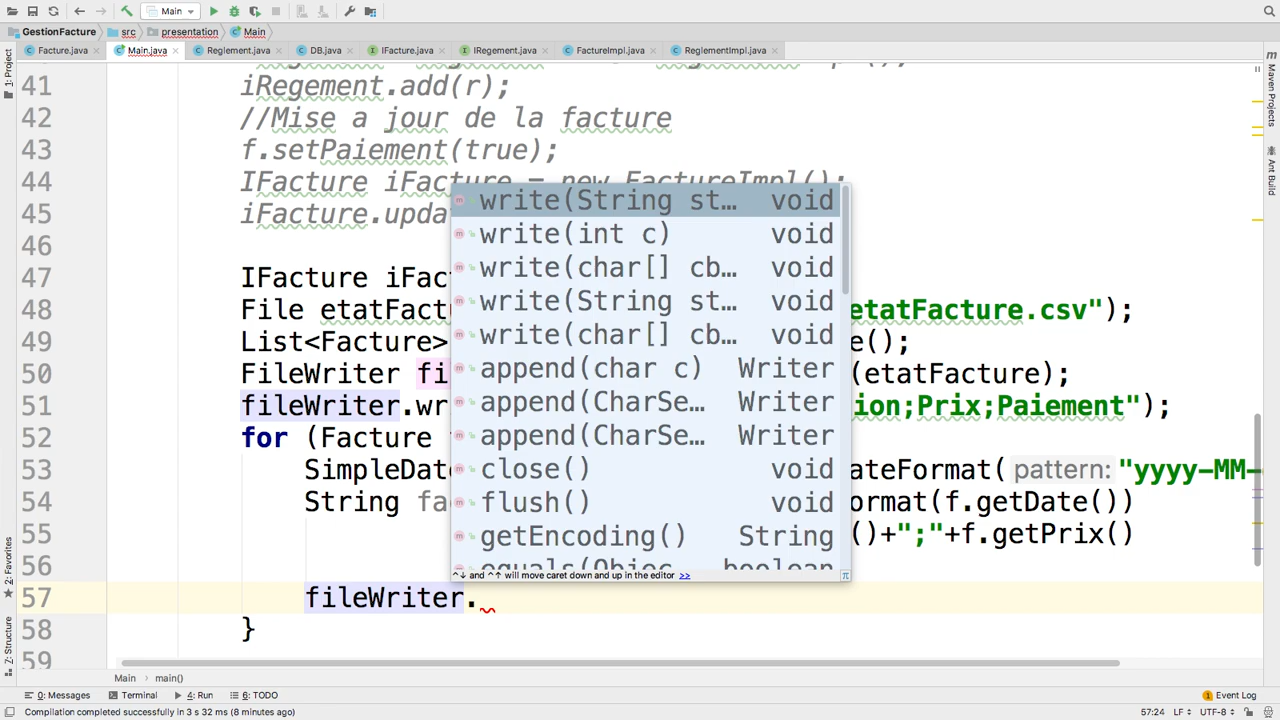 Main
GestionFacture src presentation Main
Facture.java Main.java Reglement.java DB.java IFacture.java IRegement.java FactureImpl.java ReglementImpl.java
1: Project
Maven Projects
Ant Build
2: Favorites
7: Structure
41 iRegement.add(r);
42 //Mise a jour de la facture
43 f.setPaiement(true);
44 IFacture iFacture = new FactureImpl();
45 iFacture.upda
46
47 IFacture iFac
48 File etatFact etatFacture.csv");
49 List<Facture> e();
50 FileWriter fi (etatFacture);
51 fileWriter.wr ion;Prix;Paiement");
52 for (Facture
53 SimpleDate ateFormat( pattern: "yyyy-MM-
54 String fa ormat(f.getDate())
55 ()+";"+f.getPrix()
56
57 fileWriter.
58 }
59
write(String st… void
write(int c) void
write(char[] cb… void
write(String st… void
write(char[] cb… void
append(char c) Writer
append(CharSe… Writer
append(CharSe… Writer
close() void
flush() void
getEncoding() String
equals(Objec… boolean
^↓ and ^↑ will move caret down and up in the editor >> π
Main main()
0: Messages Terminal 4: Run 6: TODO 1 Event Log
Compilation completed successfully in 3 s 32 ms (8 minutes ago) 57:24 LF UTF-8